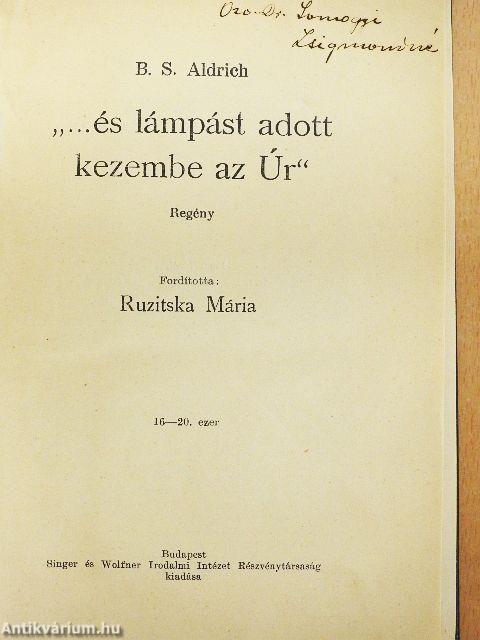 Oro. Dr. Somogyi
Zsigmondné
B. S. Aldrich
„...és lámpást adott
kezembe az Úr“
Regény
Fordította:
Ruzitska Mária
16—20. ezer
Budapest
Singer és Wolfner Irodalmi Intézet Részvénytársaság
kiadása
Antikvárium.hu